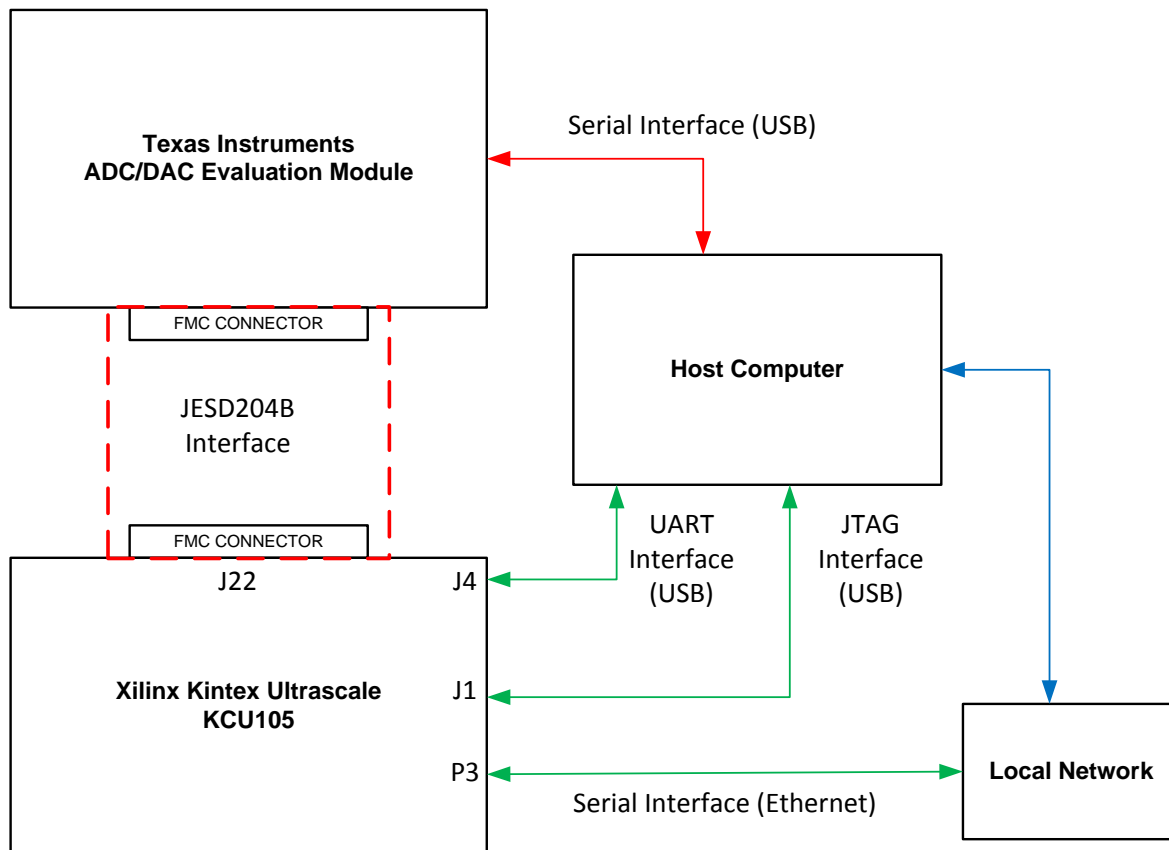 Texas Instruments
ADC/DAC Evaluation Module
Serial Interface (USB)
FMC CONNECTOR
Host Computer
JESD204B
Interface
FMC CONNECTOR
J22
J4
UART
Interface
(USB)
JTAG
Interface
(USB)
Xilinx Kintex Ultrascale
KCU105
J1
P3
Serial Interface (Ethernet)
Local Network